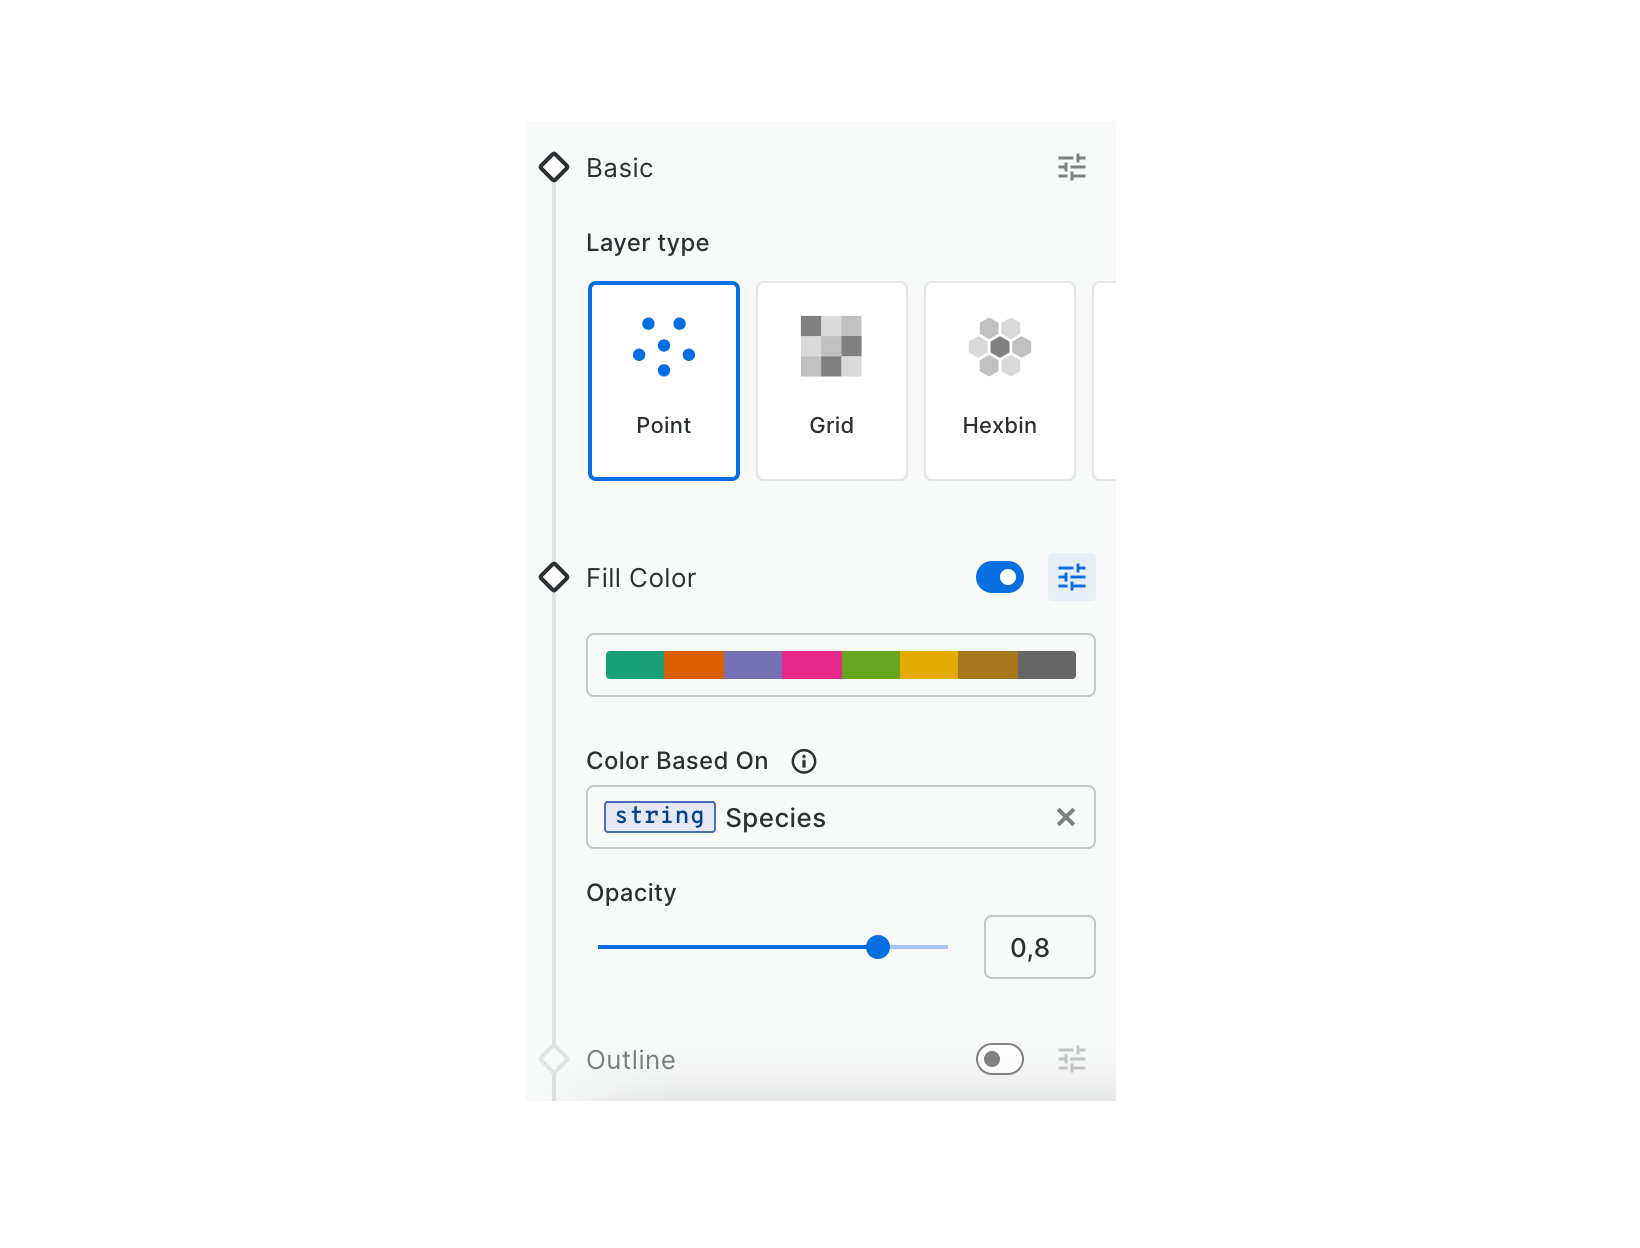 Basic
Layer type
Point
Grid
Hexbin
Fill Color
Color Based On
string Species
Opacity
0,8
Outline